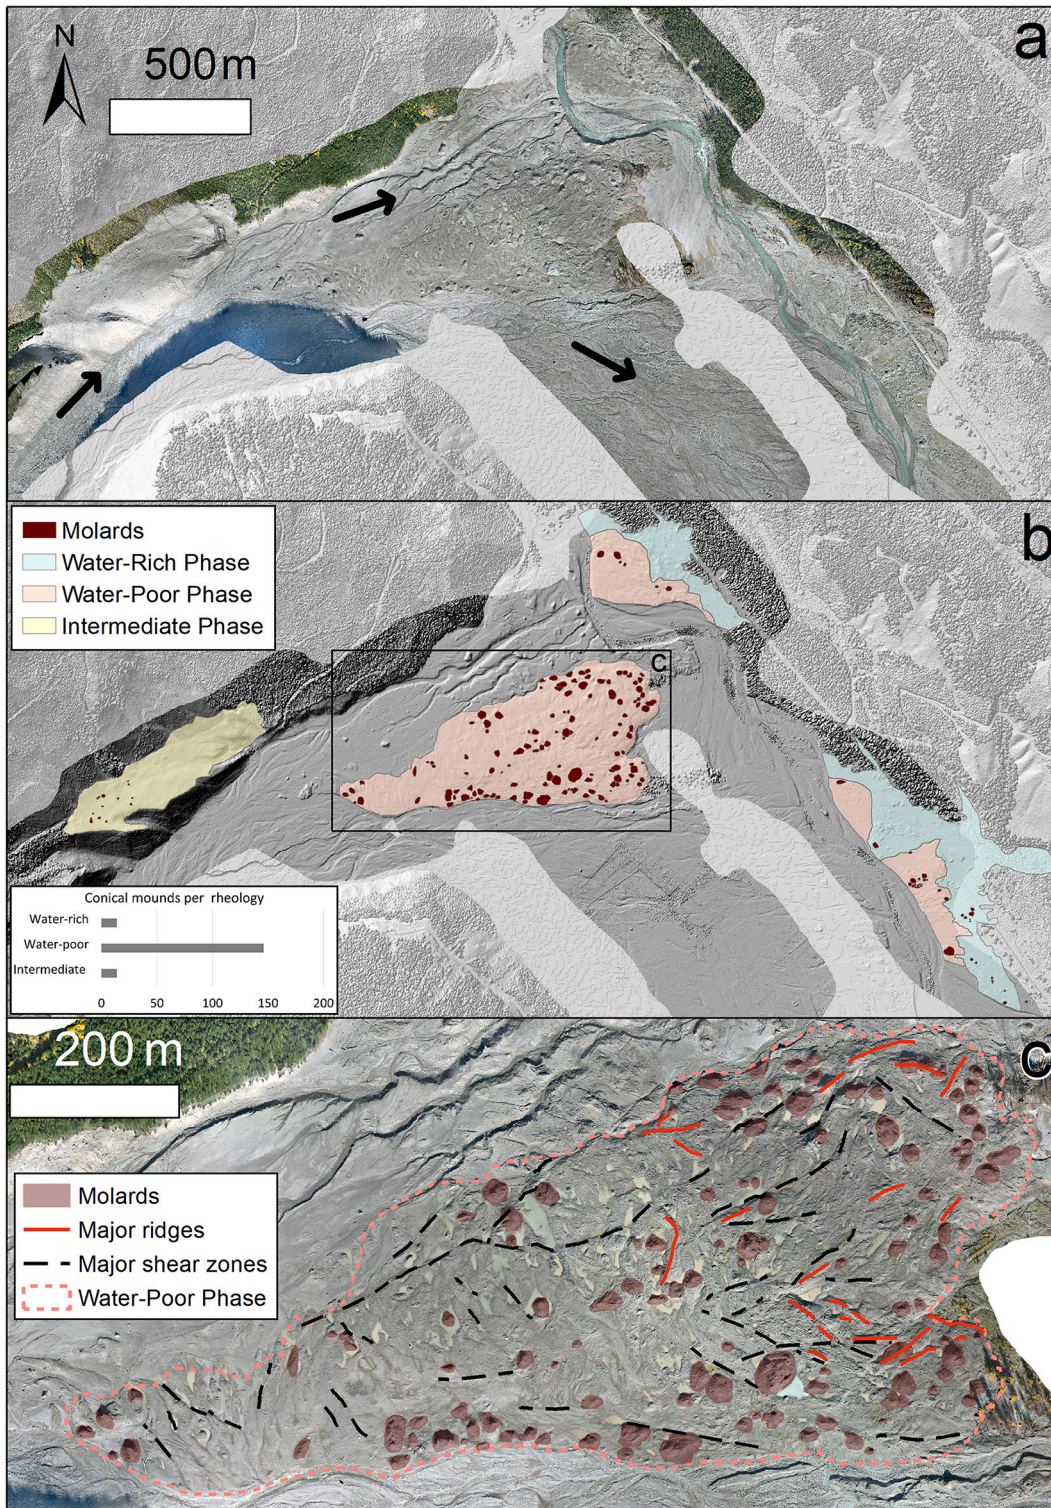 a
N
500 m
b
Molards
Water-Rich Phase
Water-Poor Phase
Intermediate Phase
c
Conical mounds per rheology
Water-rich
Water-poor
Intermediate
0 50 100 150 200
c
200 m
Molards
Major ridges
Major shear zones
Water-Poor Phase